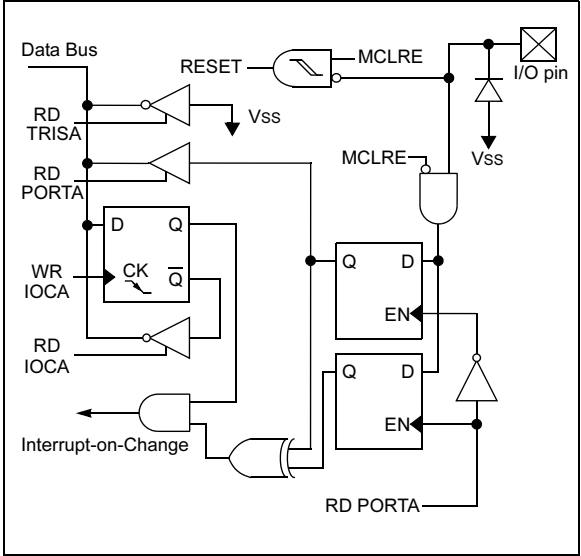 Data Bus
RESET
MCLRE
I/O pin
RD
TRISA
VSS
VSS
RD
PORTA
MCLRE
D
Q
Q
D
WR
IOCA
CK
Q
EN
RD
IOCA
Q
D
EN
Interrupt-on-Change
RD PORTA